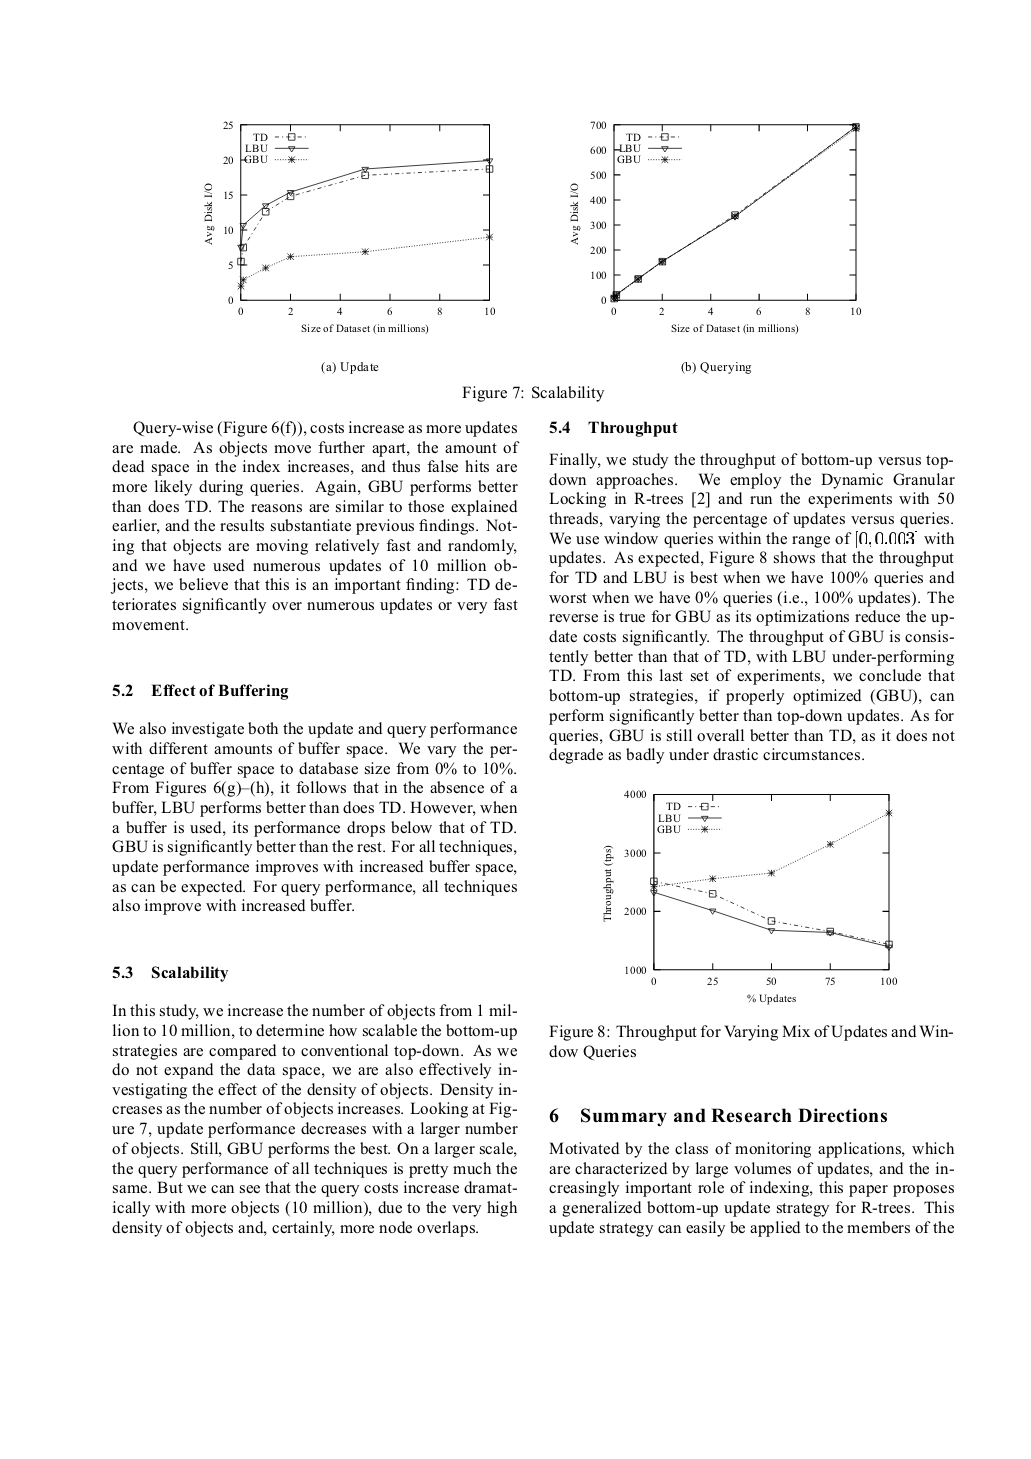 25
20
15
10
5
0
0 2 4 6 8 10
Avg Disk I/O
Size of Dataset (in millions)
TD
LBU
GBU
(a) Update
700
600
500
400
300
200
100
0
0 2 4 6 8 10
Avg Disk I/O
Size of Dataset (in millions)
TD
LBU
GBU
(b) Querying
Figure 7: Scalability
Query-wise (Figure 6(f)), costs increase as more updates
are made. As objects move further apart, the amount of
dead space in the index increases, and thus false hits are
more likely during queries. Again, GBU performs better
than does TD. The reasons are similar to those explained
earlier, and the results substantiate previous findings. Not-
ing that objects are moving relatively fast and randomly,
and we have used numerous updates of 10 million ob-
jects, we believe that this is an important finding: TD de-
teriorates significantly over numerous updates or very fast
movement.
5.2 Effect of Buffering
We also investigate both the update and query performance
with different amounts of buffer space. We vary the per-
centage of buffer space to database size from 0% to 10%.
From Figures 6(g)–(h), it follows that in the absence of a
buffer, LBU performs better than does TD. However, when
a buffer is used, its performance drops below that of TD.
GBU is significantly better than the rest. For all techniques,
update performance improves with increased buffer space,
as can be expected. For query performance, all techniques
also improve with increased buffer.
5.3 Scalability
In this study, we increase the number of objects from 1 mil-
lion to 10 million, to determine how scalable the bottom-up
strategies are compared to conventional top-down. As we
do not expand the data space, we are also effectively in-
vestigating the effect of the density of objects. Density in-
creases as the number of objects increases. Looking at Fig-
ure 7, update performance decreases with a larger number
of objects. Still, GBU performs the best. On a larger scale,
the query performance of all techniques is pretty much the
same. But we can see that the query costs increase dramat-
ically with more objects (10 million), due to the very high
density of objects and, certainly, more node overlaps.
5.4 Throughput
Finally, we study the throughput of bottom-up versus top-
down approaches. We employ the Dynamic Granular
Locking in R-trees [2] and run the experiments with 50
threads, varying the percentage of updates versus queries.
We use window queries within the range of [0, 0.003] with
updates. As expected, Figure 8 shows that the throughput
for TD and LBU is best when we have 100% queries and
worst when we have 0% queries (i.e., 100% updates). The
reverse is true for GBU as its optimizations reduce the up-
date costs significantly. The throughput of GBU is consis-
tently better than that of TD, with LBU under-performing
TD. From this last set of experiments, we conclude that
bottom-up strategies, if properly optimized (GBU), can
perform significantly better than top-down updates. As for
queries, GBU is still overall better than TD, as it does not
degrade as badly under drastic circumstances.
4000
3000
2000
1000
0 25 50 75 100
Throughput (tps)
% Updates
TD
LBU
GBU
Figure 8: Throughput for Varying Mix of Updates and Win-
dow Queries
6 Summary and Research Directions
Motivated by the class of monitoring applications, which
are characterized by large volumes of updates, and the in-
creasingly important role of indexing, this paper proposes
a generalized bottom-up update strategy for R-trees. This
update strategy can easily be applied to the members of the